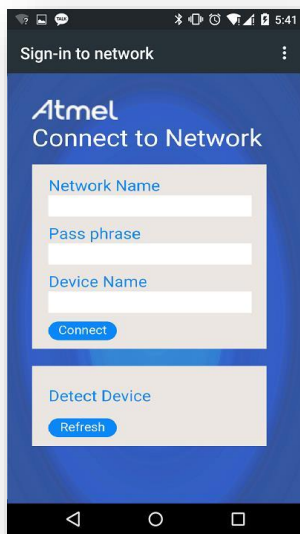 TALK
5:41
Sign-in to network
Atmel
Connect to Network
Network Name
Pass phrase
Device Name
Connect
Detect Device
Refresh